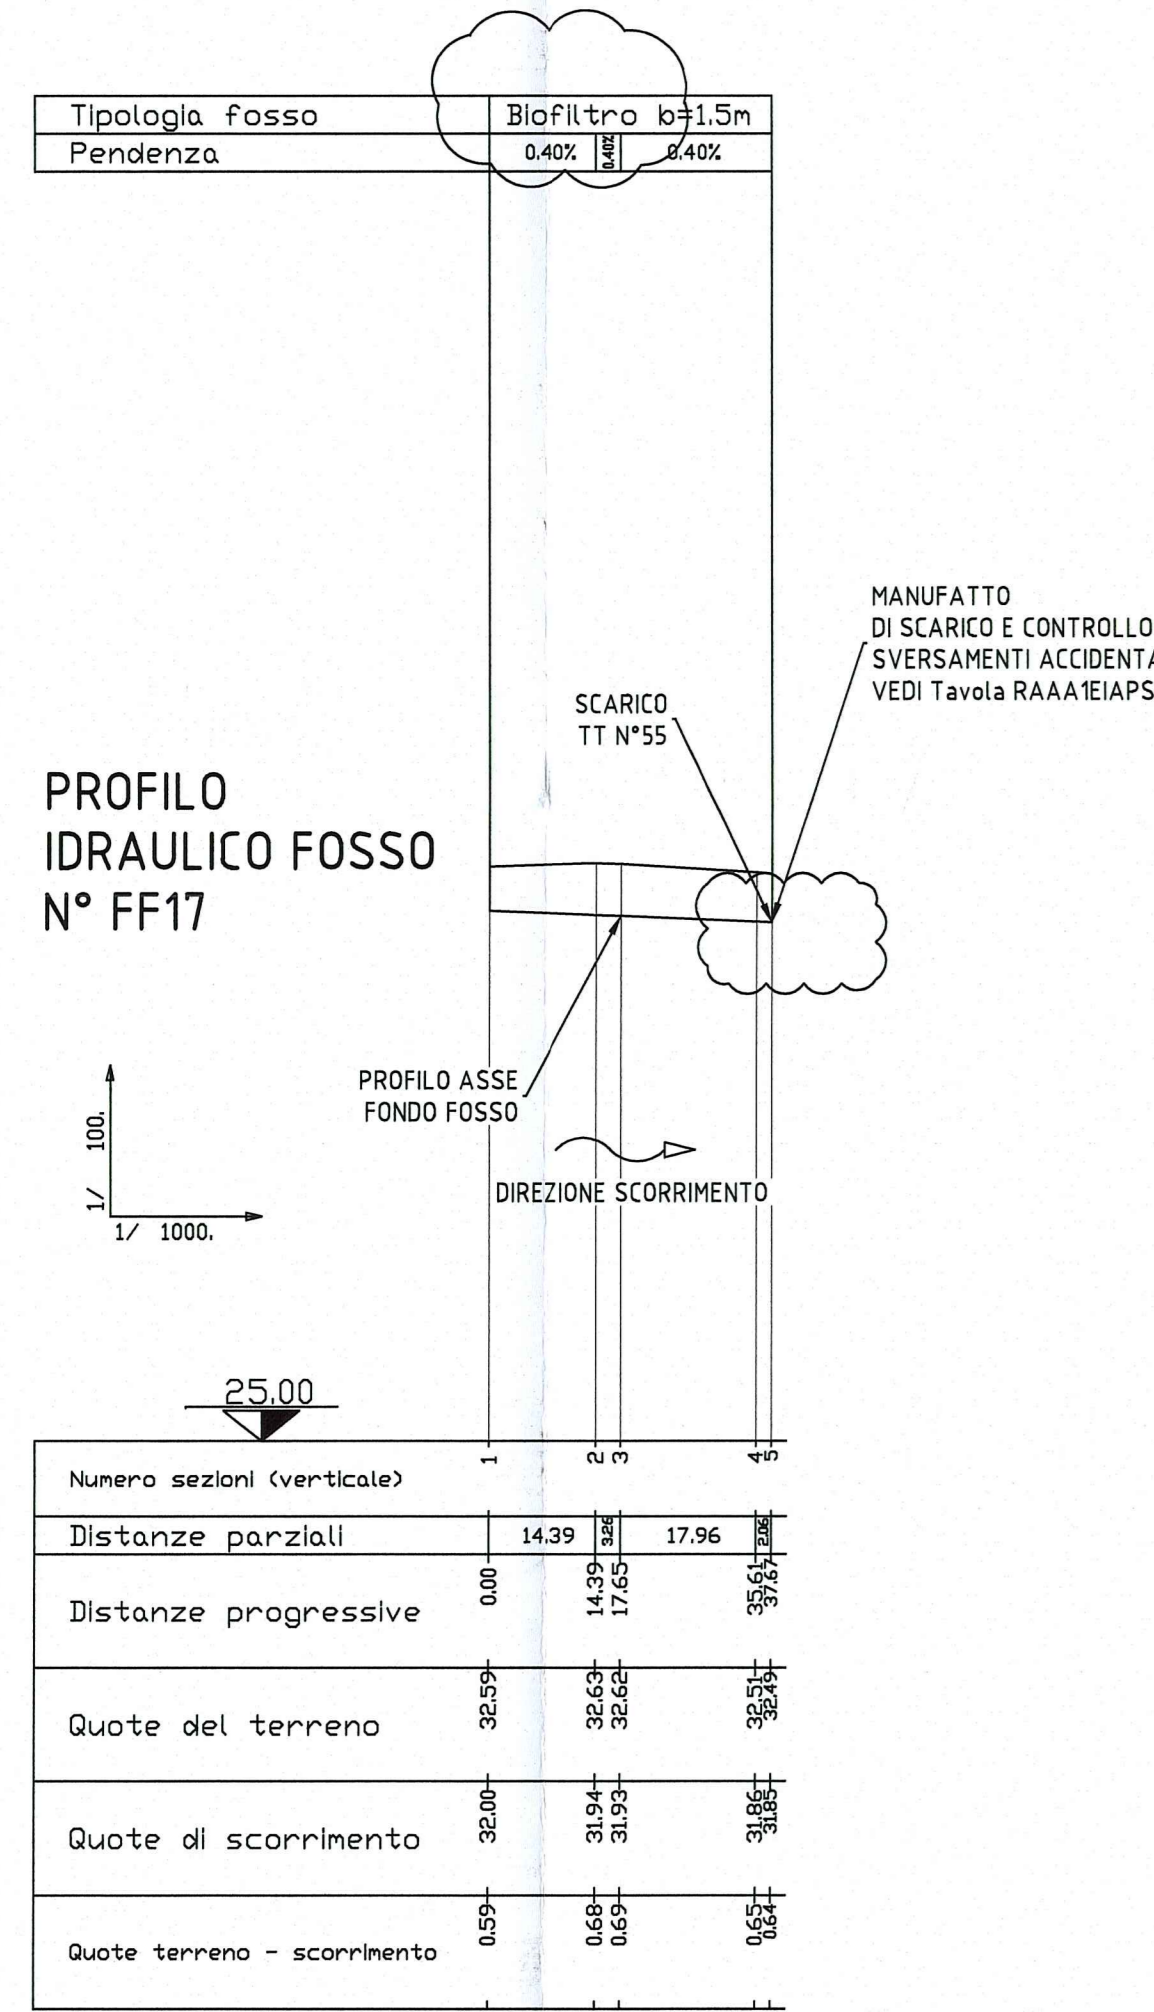 Tipologia fosso Biofiltro b=1.5m
Pendenza 0.40% 0.40% 0.40%
MANUFATTO
DI SCARICO E CONTROLLO
SVERSAMENTI
VEDI Tavola
SCARICO
TT N°55
PROFILO
IDRAULICO FOSSO
N° FF17
PROFILO ASSE
FONDO FOSSO
1/ 100.
1/ 1000.
DIREZIONE SCORRIMENTO
25.00
Numero sezioni (verticale) 1 2 3 4 5
Distanze parziali 14.39 3.26 17.96 2.06
Distanze progressive 0.00 14.39 17.65 35.61 37.67
Quote del terreno 32.59 32.63 32.62 32.51 32.49
Quote di scorrimento 32.00 31.94 31.93 31.86 31.85
Quote terreno - scorrimento 0.59 0.68 0.69 0.65 0.64